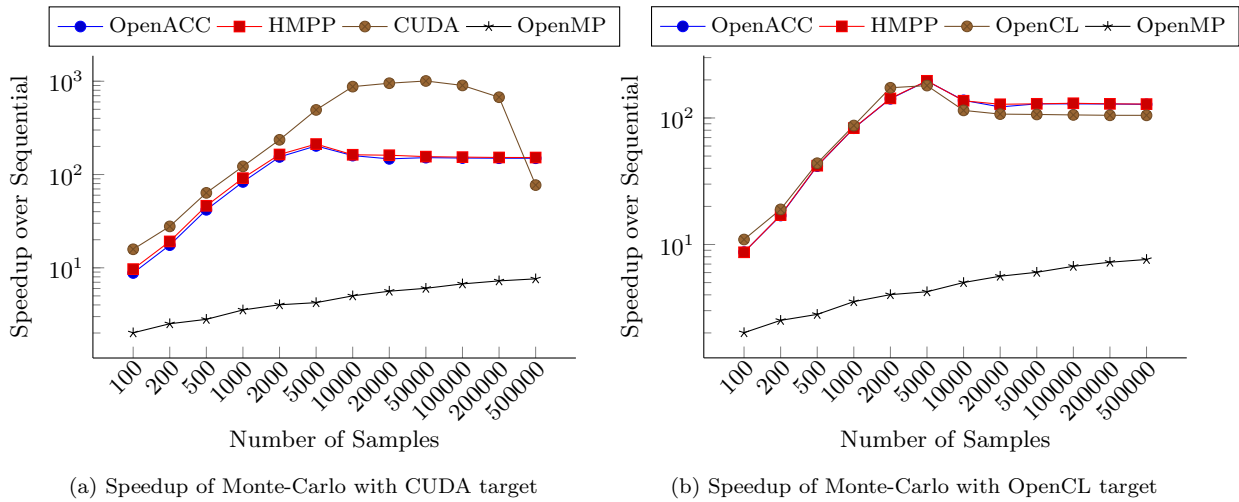 OpenACC HMPP CUDA OpenMP
Speedup over Sequential
10^3
10^2
10^1
100 200 500 1000 2000 5000 10000 20000 50000 100000 200000 500000
Number of Samples
(a) Speedup of Monte-Carlo with CUDA target
OpenACC HMPP OpenCL OpenMP
Speedup over Sequential
10^2
10^1
100 200 500 1000 2000 5000 10000 20000 50000 100000 200000 500000
Number of Samples
(b) Speedup of Monte-Carlo with OpenCL target